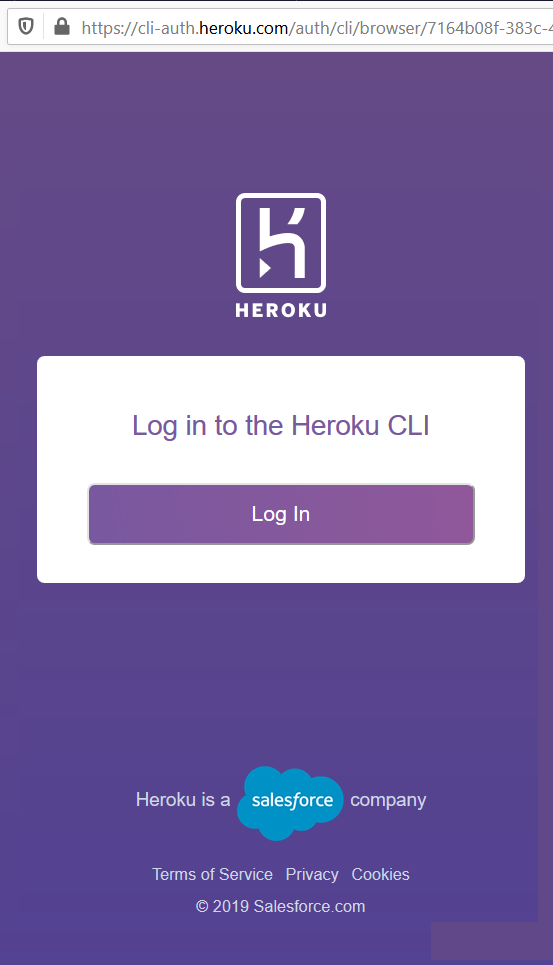 https://cli-auth.heroku.com/auth/cli/browser/7164b08f-383c-
HEROKU
Log in to the Heroku CLI
Log In
Heroku is a salesforce company
Terms of Service Privacy Cookies
© 2019 Salesforce.com